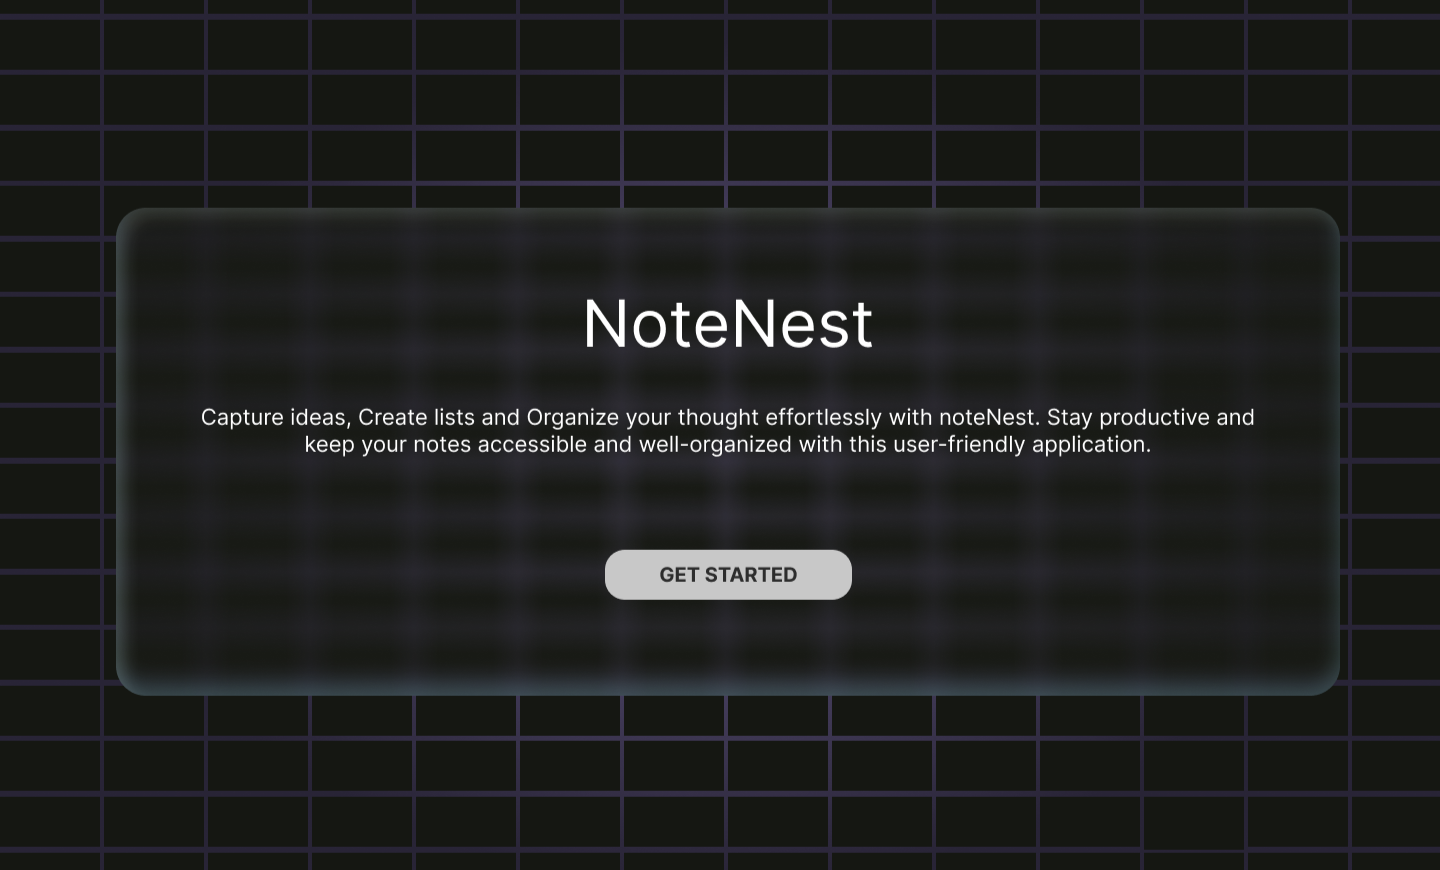 NoteNest
Capture ideas, Create lists and Organize your thought effortlessly with noteNest. Stay productive and
keep your notes accessible and well-organized with this user-friendly application.
GET STARTED